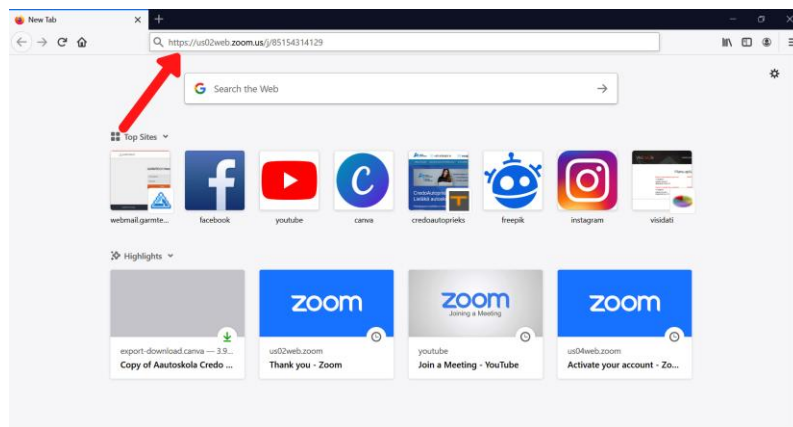 New Tab
https://us02web.zoom.us/j/85154314129
G Search the Web
Top Sites
webmail.garmte...
facebook
youtube
canva
credoautoprieks
freepik
instagram
visidati
Highlights
zoom
zoom
Joining a Meeting
zoom
export-download.canva — 3.9...
Copy of Aautoskola Credo ...
us02web.zoom
Thank you - Zoom
youtube
Join a Meeting - YouTube
us04web.zoom
Activate your account - Zo...